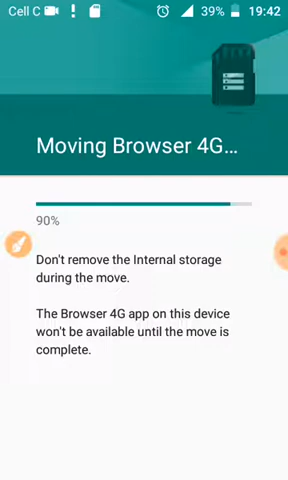 Cell C 39% 19:42
Moving Browser 4G...
90%
Don't remove the Internal storage
during the move.
The Browser 4G app on this device
won't be available until the move is
complete.